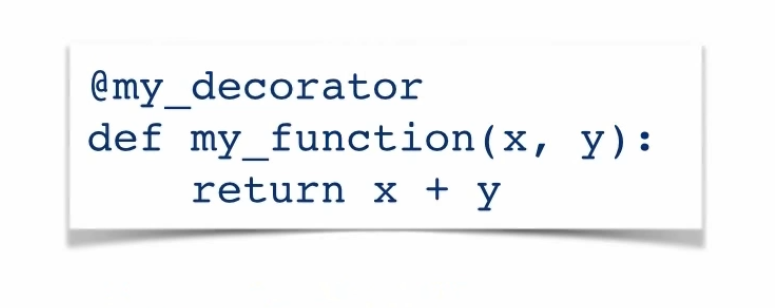 @my_decorator
def my_function(x, y):
    return x + y